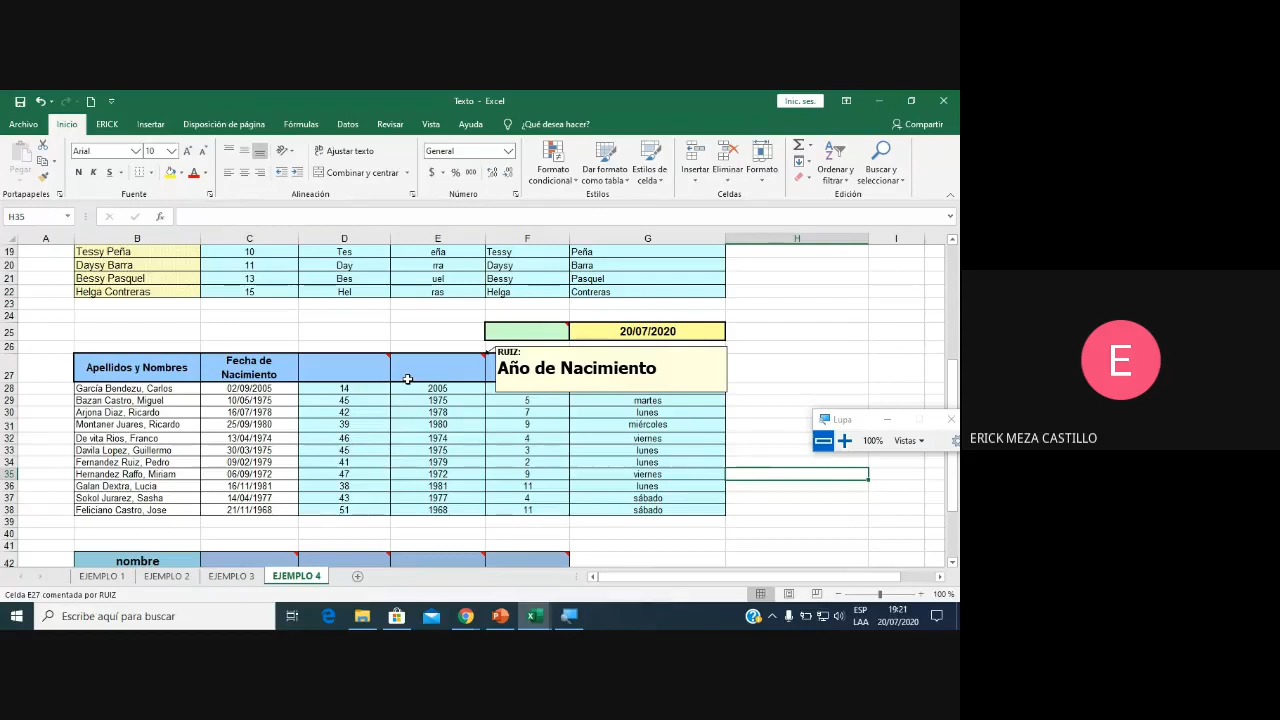 Texto - Excel
Inic. ses.
Archivo Inicio ERICK Insertar Disposición de página Fórmulas Datos Revisar Vista Ayuda ¿Qué desea hacer? Compartir
Pegar
Arial 10
Ajustar texto
General
N K S
Combinar y centrar
$ % 000
Formato condicional
Dar formato como tabla
Estilos de celda
Insertar Eliminar Formato
Ordenar y filtrar
Buscar y seleccionar
Portapapeles Fuente Alineación Número Estilos Celdas Edición
H35 fx
A B C D E F G H I
19 Tessy Peña 10 Tes eña Tessy Peña
20 Daysy Barra 11 Day rra Daysy Barra
21 Bessy Pasquel 13 Bes uel Bessy Pasquel
22 Helga Contreras 15 Hel ras Helga Contreras
23
24
25 20/07/2020
26
RUIZ:
Año de Nacimiento
27 Apellidos y Nombres Fecha de Nacimiento
28 García Bendezu, Carlos 02/09/2005 14 2005
29 Bazan Castro, Miguel 10/05/1975 45 1975 5 martes
30 Arjona Diaz, Ricardo 16/07/1978 42 1978 7 lunes
31 Montaner Juares, Ricardo 25/09/1980 39 1980 9 miércoles
32 De vita Rios, Franco 13/04/1974 46 1974 4 viernes
33 Davila Lopez, Guillermo 30/03/1975 45 1975 3 lunes
34 Fernandez Ruiz, Pedro 09/02/1979 41 1979 2 lunes
35 Hernandez Raffo, Miriam 06/09/1972 47 1972 9 viernes
36 Galan Dextra, Lucia 16/11/1981 38 1981 11 lunes
37 Sokol Jurarez, Sasha 14/04/1977 43 1977 4 sábado
38 Feliciano Castro, Jose 21/11/1968 51 1968 11 sábado
39
40
41
42 nombre
Lupa
100% Vistas
ERICK MEZA CASTILLO
E
EJEMPLO 1 EJEMPLO 2 EJEMPLO 3 EJEMPLO 4
Celda E27 comentada por RUIZ
100 %
Escribe aquí para buscar
ESP
LAA
19:21
20/07/2020